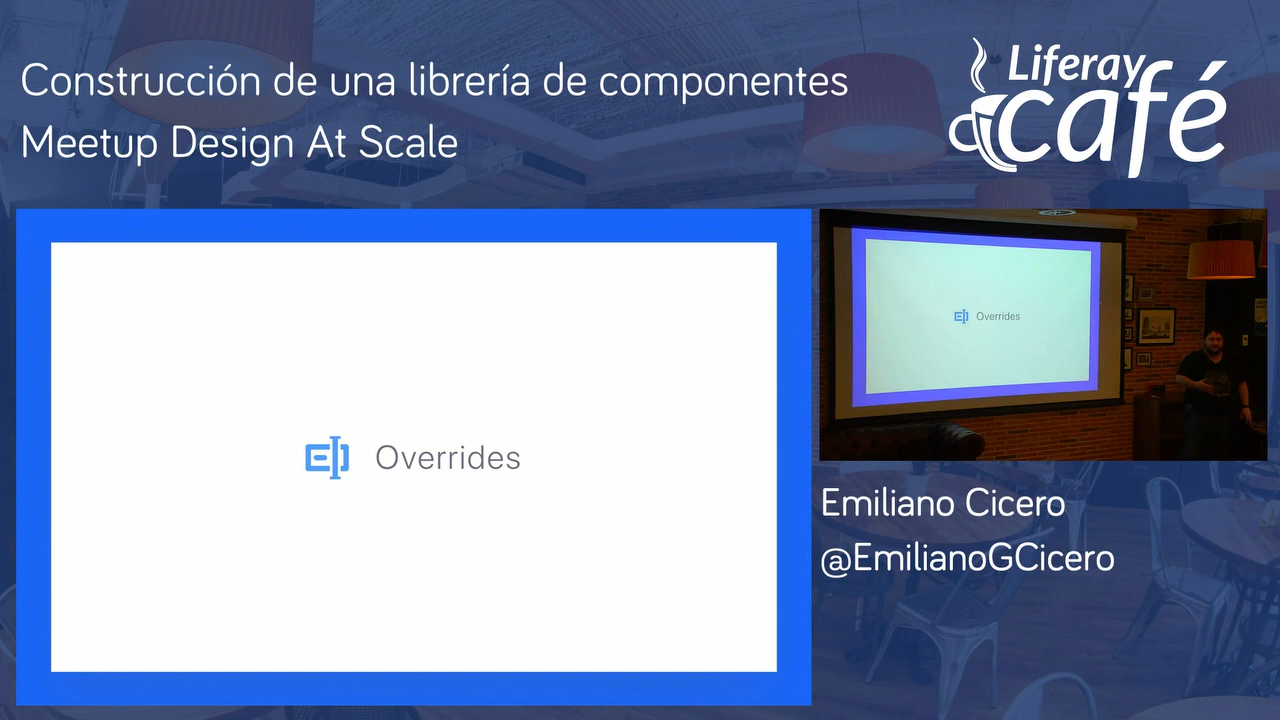 Construcción de una librería de componentes
Meetup Design At Scale
Liferay
café
Overrides
Overrides
Emiliano Cicero
@EmilianoGCicero